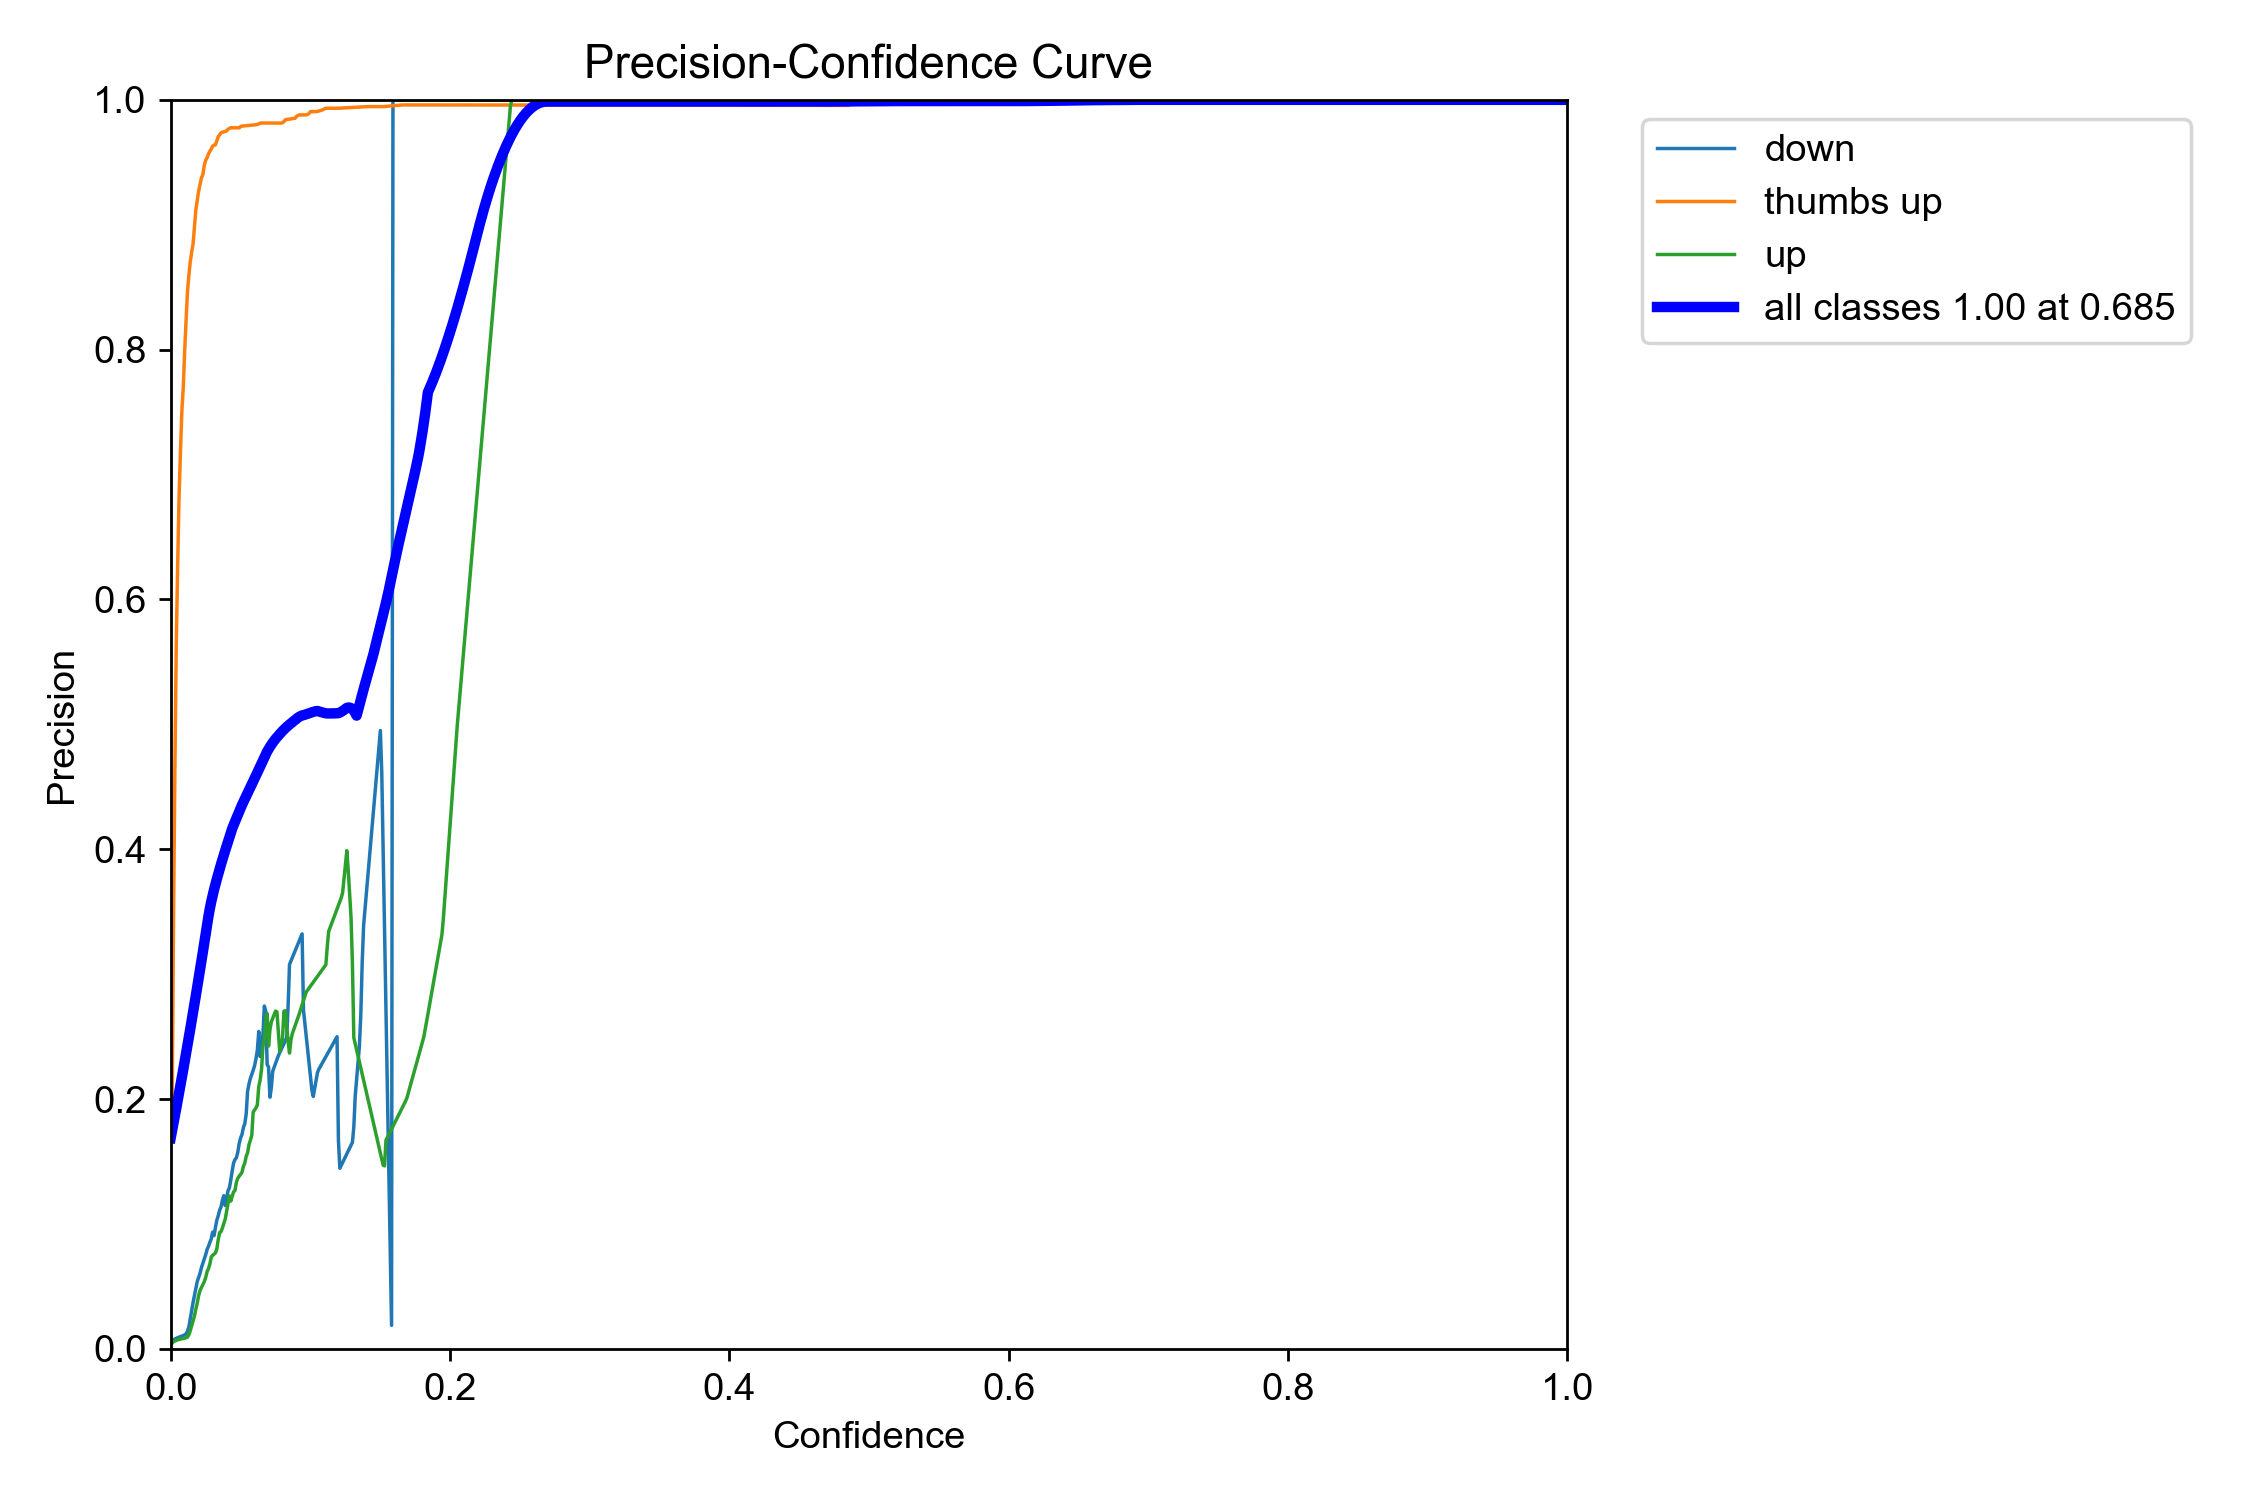 Precision-Confidence Curve
1.0
0.8
0.6
0.4
0.2
0.0
Precision
0.0 0.2 0.4 0.6 0.8 1.0
Confidence
down
thumbs up
up
all classes 1.00 at 0.685